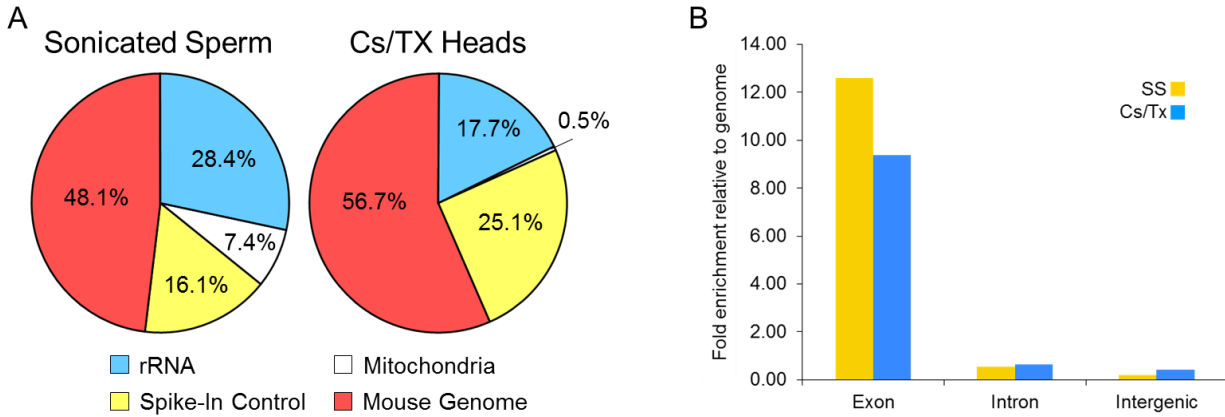 A
Sonicated Sperm
Cs/TX Heads
28.4%
7.4%
16.1%
48.1%
17.7%
0.5%
25.1%
56.7%
rRNA
Mitochondria
Spike-In Control
Mouse Genome
B
Fold enrichment relative to genome
14.00
12.00
10.00
8.00
6.00
4.00
2.00
0.00
SS
Cs/Tx
Exon
Intron
Intergenic